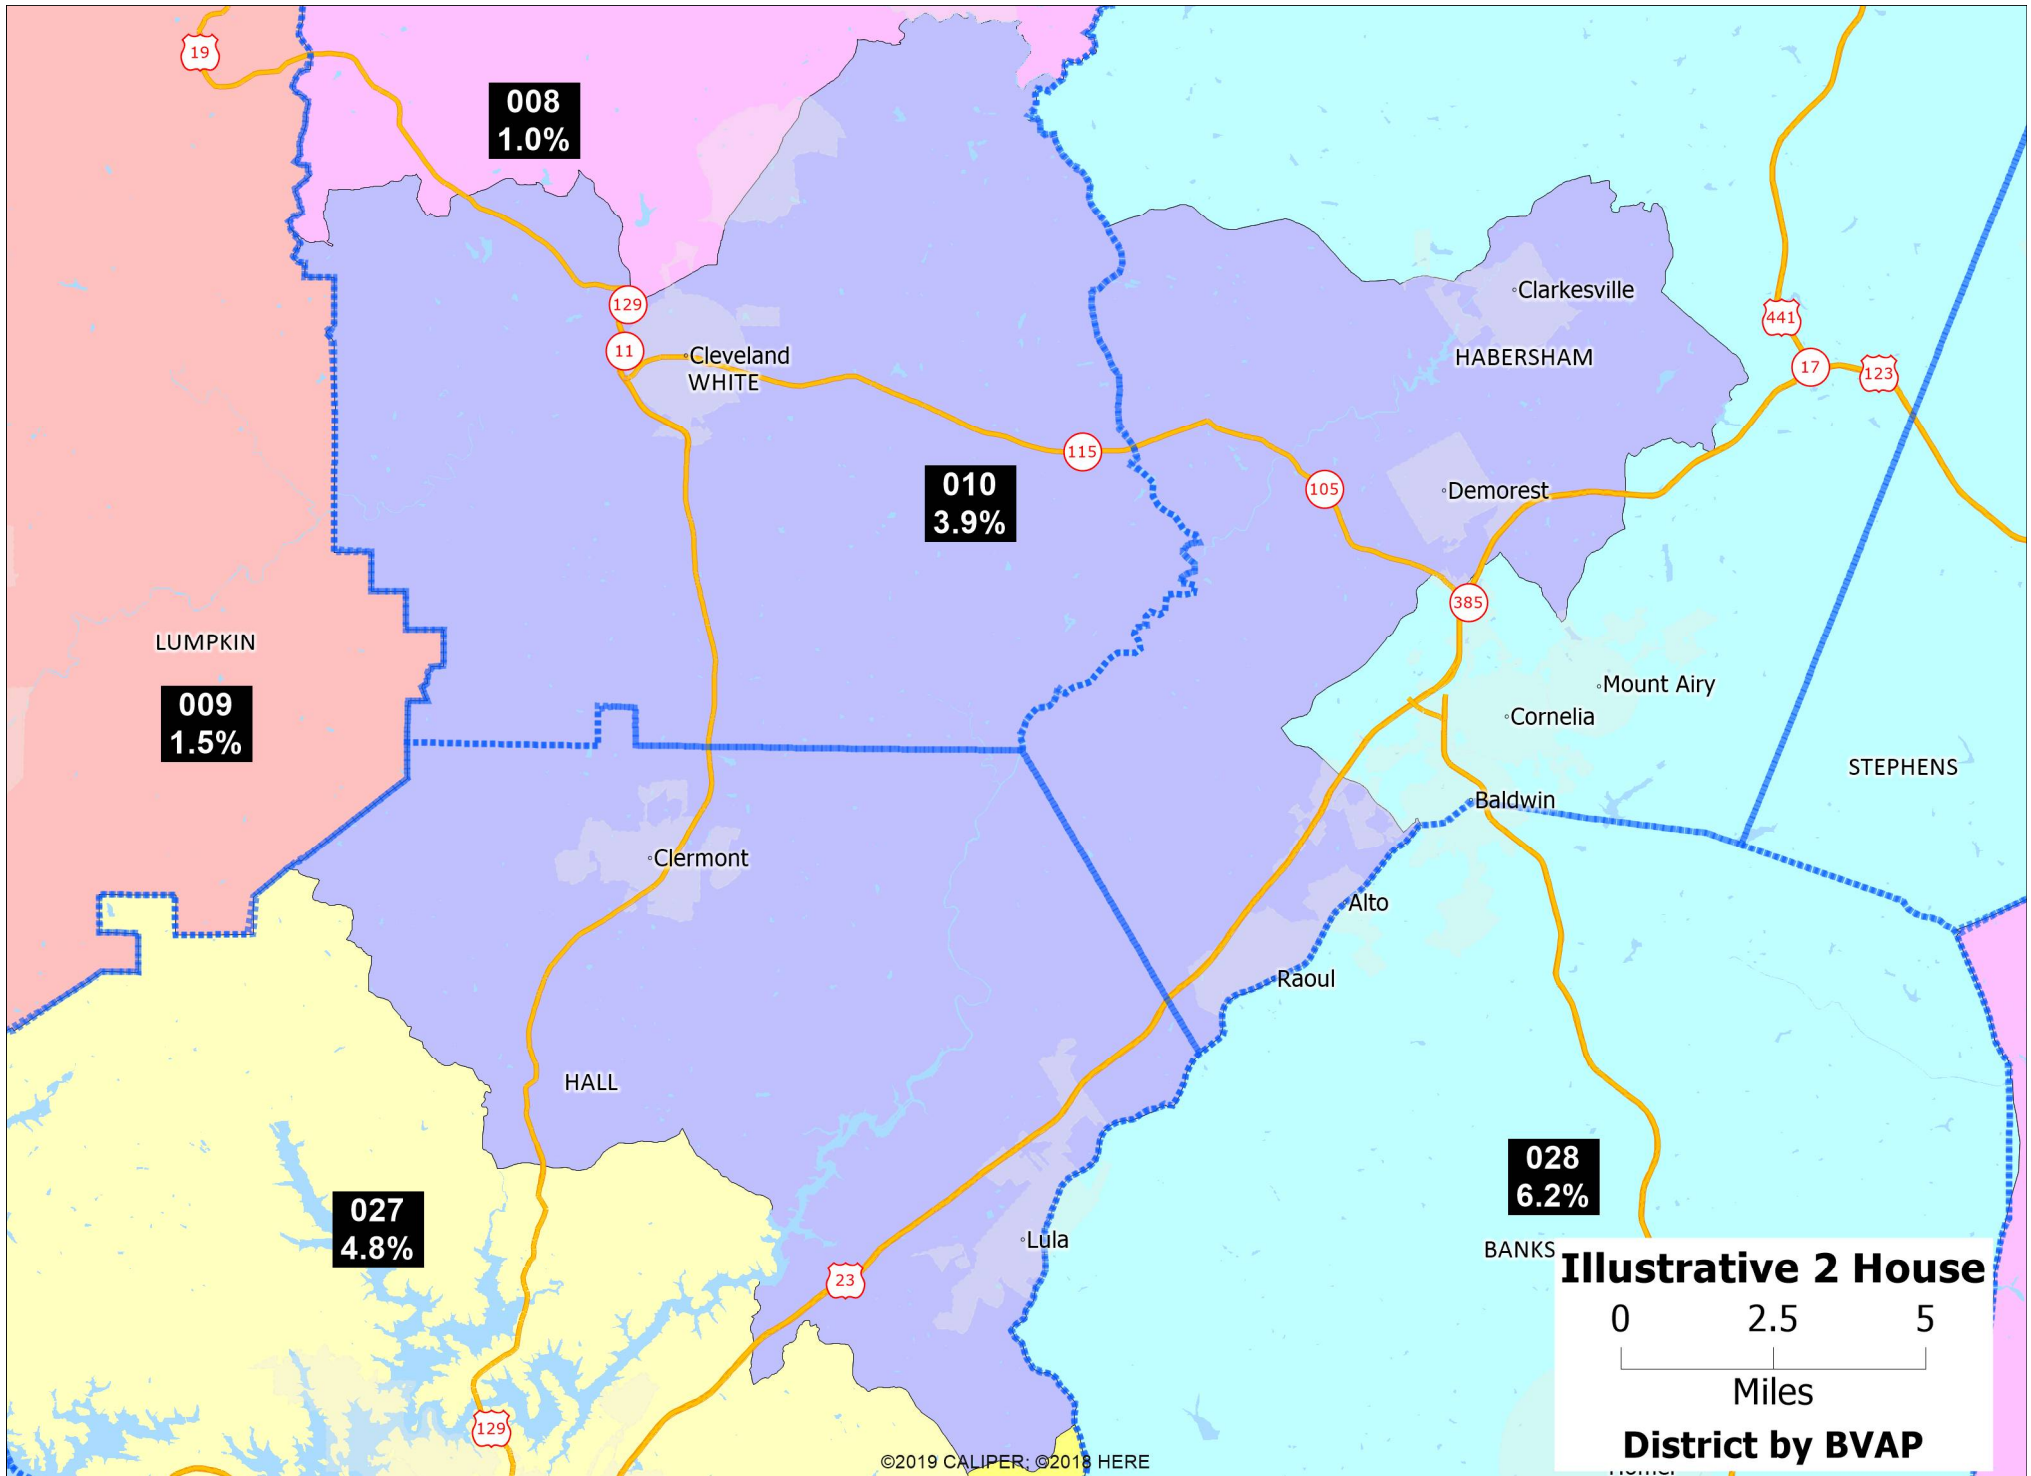 19
008
1.0%
Clarkesville
129
441
11
Cleveland
WHITE
HABERSHAM
17
123
115
010
3.9%
105
Demorest
385
LUMPKIN
009
1.5%
Mount Airy
Cornelia
STEPHENS
Baldwin
Clermont
Alto
Raoul
HALL
028
6.2%
027
4.8%
Lula
BANKS
23
Illustrative 2 House
0 2.5 5
Miles
129
District by BVAP
©2019 CALIPER; ©2018 HERE